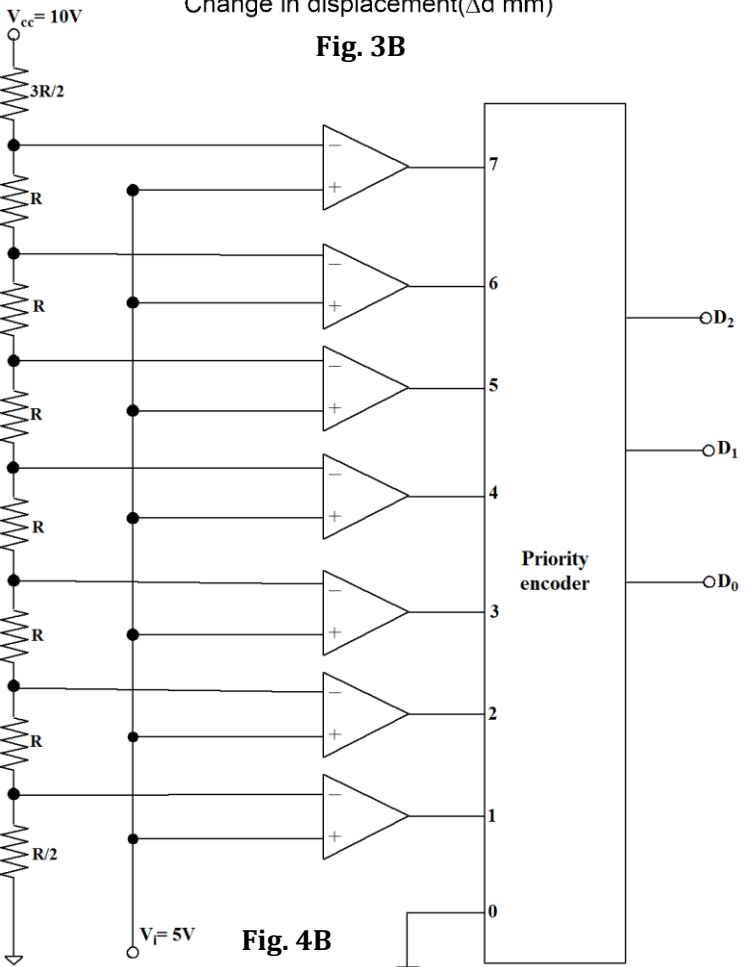 Change in displacement(Δd mm)
Fig. 3B
Vcc= 10V
3R/2
R
R
R
R
R
R
R/2
− +
− +
− +
− +
− +
− +
− +
7
6
5
4
3
2
1
0
Priority
encoder
D2
D1
D0
Vi= 5V
Fig. 4B